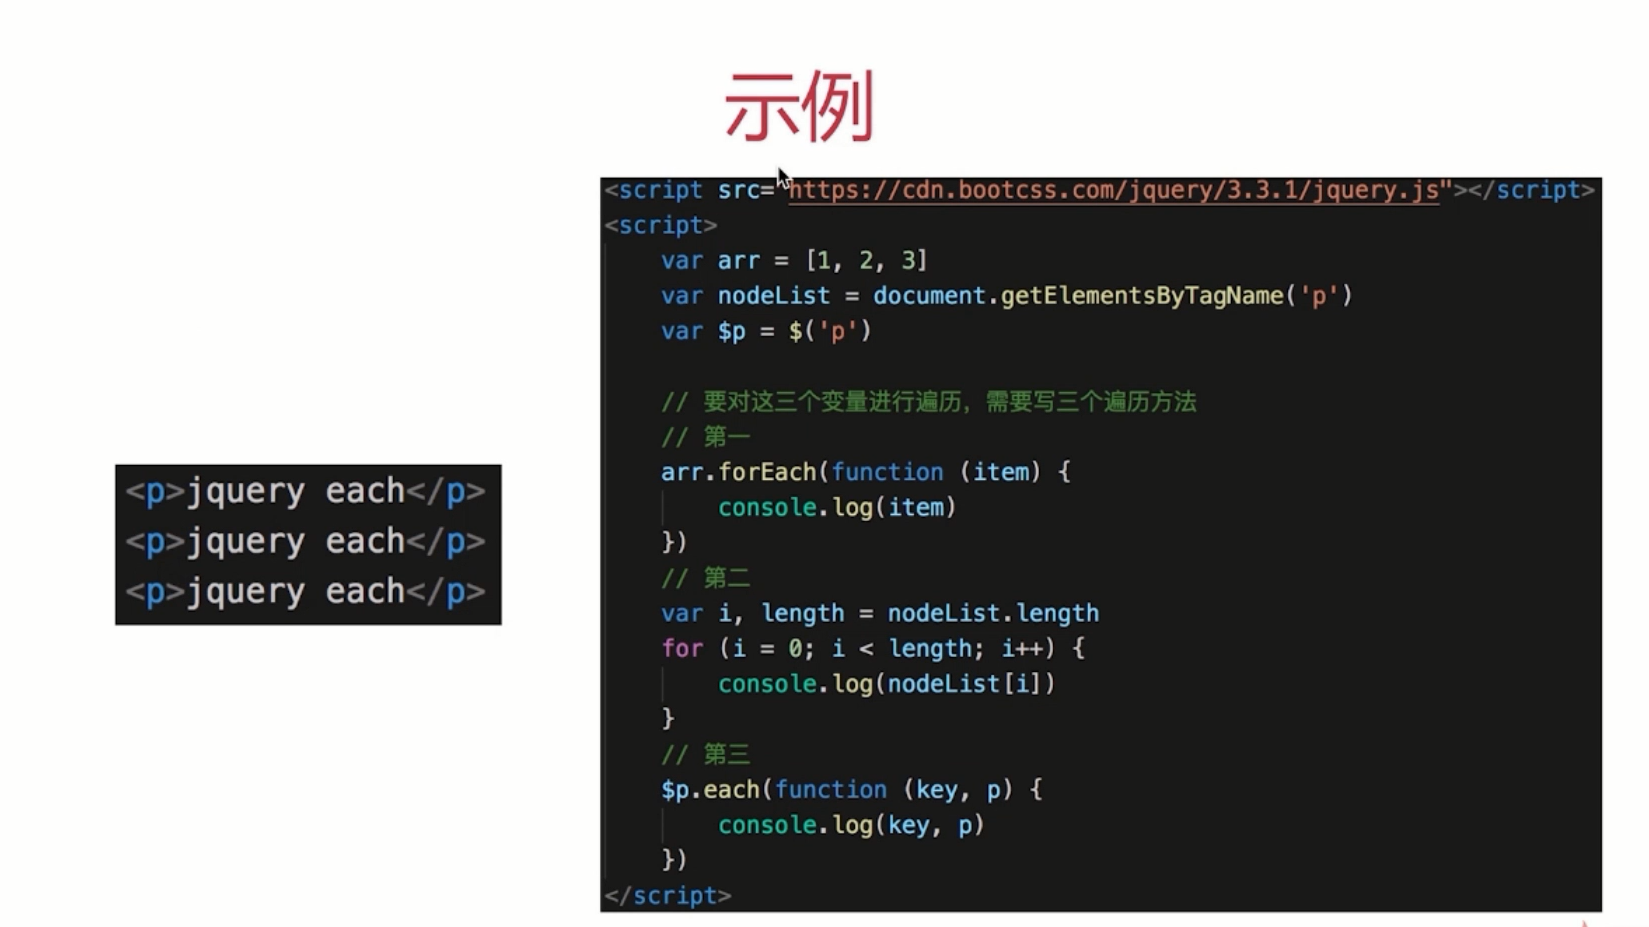 示例
<p>jquery each</p>
<p>jquery each</p>
<p>jquery each</p>
<script src="https://cdn.bootcss.com/jquery/3.3.1/jquery.js"></script>
<script>
    var arr = [1, 2, 3]
    var nodeList = document.getElementsByTagName('p')
    var $p = $('p')

    // 要对这三个变量进行遍历，需要写三个遍历方法
    // 第一
    arr.forEach(function (item) {
        console.log(item)
    })
    // 第二
    var i, length = nodeList.length
    for (i = 0; i < length; i++) {
        console.log(nodeList[i])
    }
    // 第三
    $p.each(function (key, p) {
        console.log(key, p)
    })
</script>